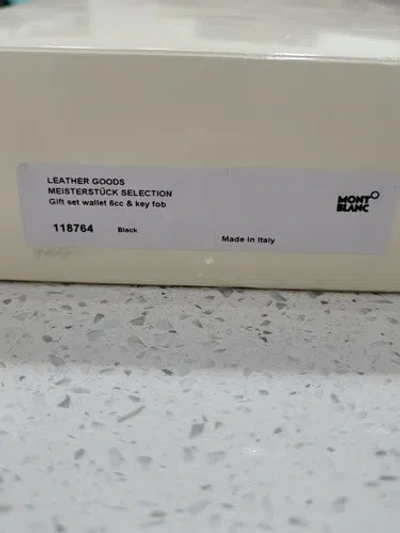 LEATHER GOODS
MEISTERSTÜCK SELECTION
Gift set wallet 6cc & key fob
118764 Black
Made in Italy
MONT
BLANC